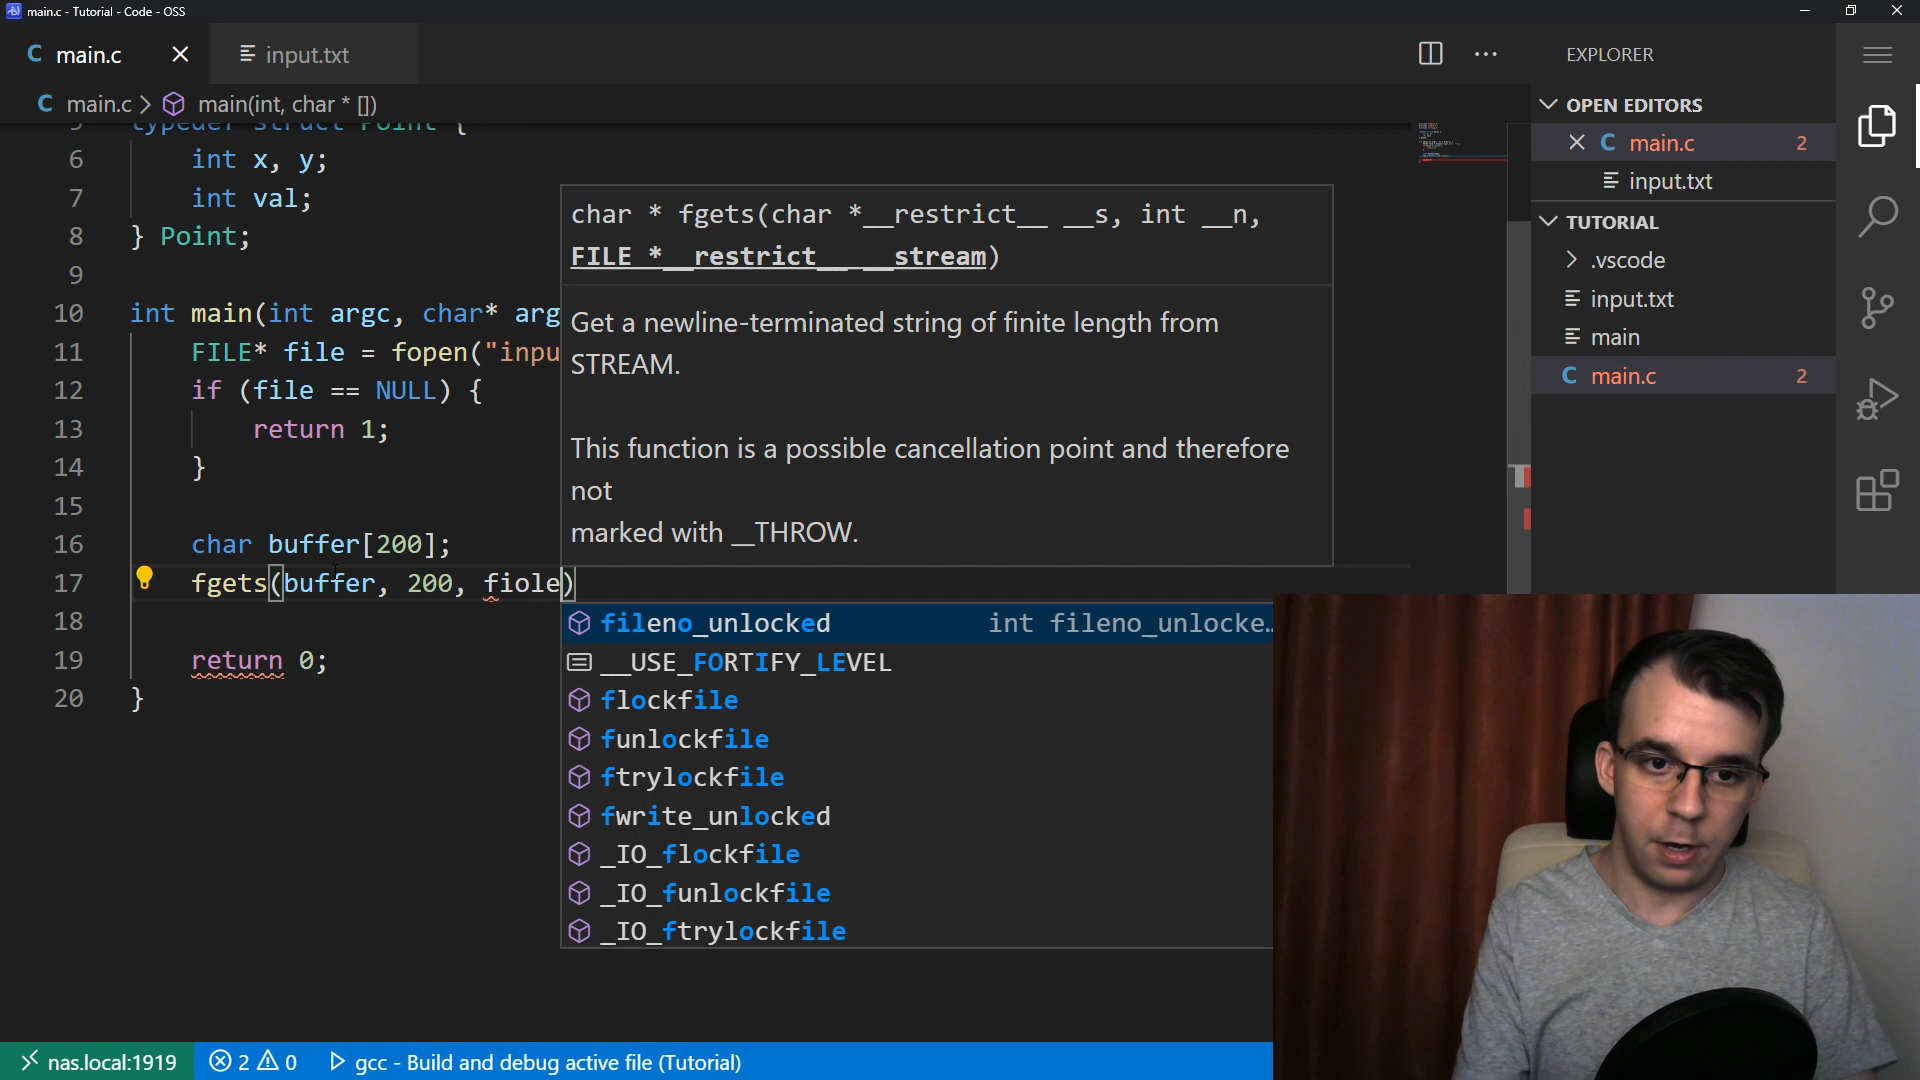 main.c - Tutorial - Code - OSS
main.c
input.txt
EXPLORER
main.c > main(int, char * [])
OPEN EDITORS
main.c 2
input.txt
TUTORIAL
.vscode
input.txt
main
main.c 2
5 typedef struct Point {
6 int x, y;
7 int val;
8 } Point;
9
10 int main(int argc, char* arg
11 FILE* file = fopen("inpu
12 if (file == NULL) {
13 return 1;
14 }
15
16 char buffer[200];
17 fgets(buffer, 200, fiole)
18
19 return 0;
20 }
char * fgets(char *__restrict__ __s, int __n,
FILE *__restrict__ __stream)
Get a newline-terminated string of finite length from
STREAM.
This function is a possible cancellation point and therefore
not
marked with __THROW.
fileno_unlocked int fileno_unlocke…
__USE_FORTIFY_LEVEL
flockfile
funlockfile
ftrylockfile
fwrite_unlocked
_IO_flockfile
_IO_funlockfile
_IO_ftrylockfile
nas.local:1919 2 0 gcc - Build and debug active file (Tutorial)